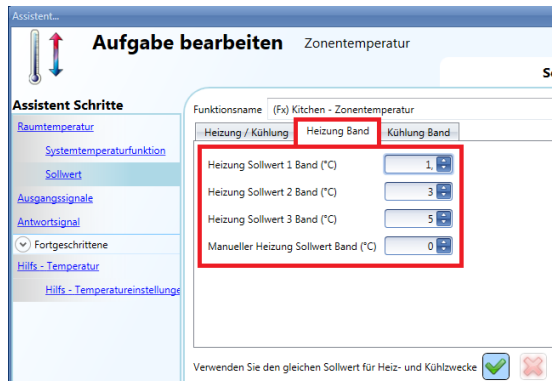 Assistent...
Aufgabe bearbeiten Zonentemperatur
Assistent Schritte
Raumtemperatur
Systemtemperaturfunktion
Sollwert
Ausgangssignale
Antwortsignal
Fortgeschrittene
Hilfs - Temperatur
Hilfs - Temperatureinstellunge
Funktionsname (Fx) Kitchen - Zonentemperatur
Heizung / Kühlung Heizung Band Kühlung Band
Heizung Sollwert 1 Band (°C) 1,
Heizung Sollwert 2 Band (°C) 3
Heizung Sollwert 3 Band (°C) 5
Manueller Heizung Sollwert Band (°C) 0
Verwenden Sie den gleichen Sollwert für Heiz- und Kühlzwecke